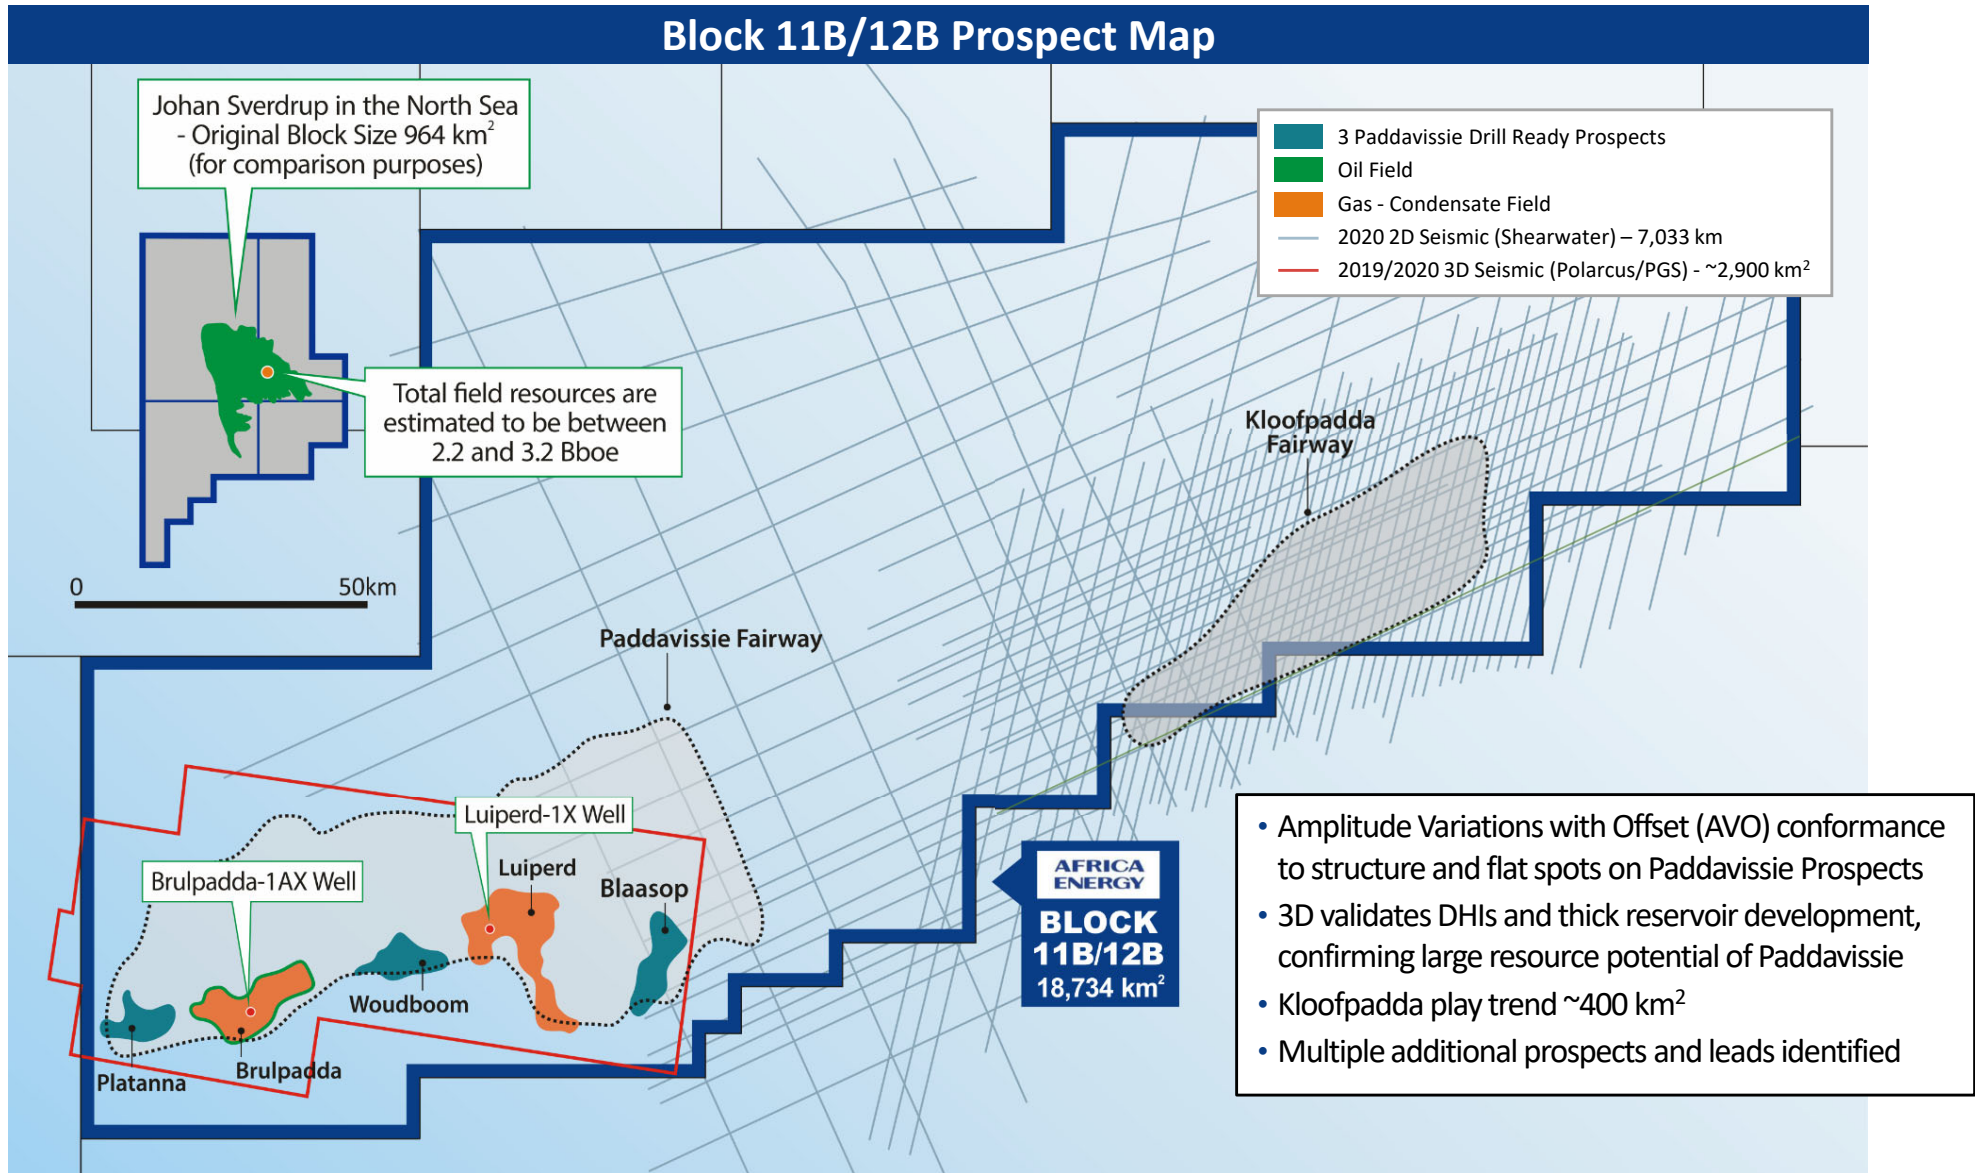 Block 11B/12B Prospect Map
Johan Sverdrup in the North Sea
- Original Block Size 964 km²
(for comparison purposes)
3 Paddavissie Drill Ready Prospects
Oil Field
Gas - Condensate Field
2020 2D Seismic (Shearwater) – 7,033 km
2019/2020 3D Seismic (Polarcus/PGS) - ~2,900 km²
Total field resources are
estimated to be between
2.2 and 3.2 Bboe
Kloofpadda
Fairway
0
50km
Paddavissie Fairway
Luiperd-1X Well
Brulpadda-1AX Well
Luiperd
Blaasop
Woudboom
Brulpadda
Platanna
AFRICA
ENERGY
BLOCK
11B/12B
18,734 km²
• Amplitude Variations with Offset (AVO) conformance
to structure and flat spots on Paddavissie Prospects
• 3D validates DHIs and thick reservoir development,
confirming large resource potential of Paddavissie
• Kloofpadda play trend ~400 km²
• Multiple additional prospects and leads identified